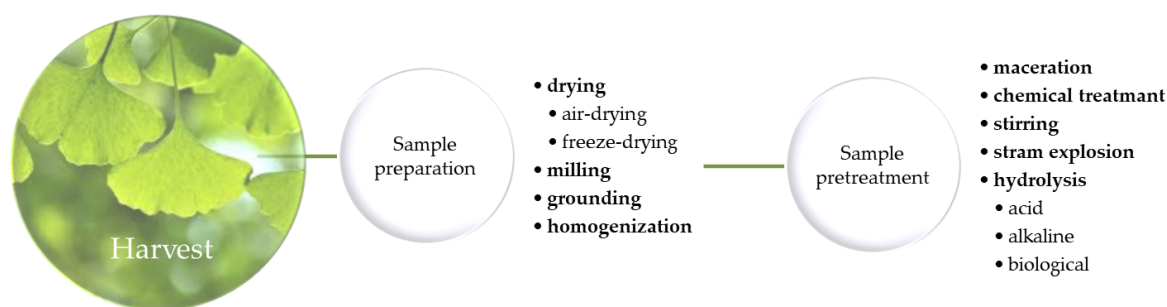 Harvest
Sample
preparation
• drying
• air-drying
• freeze-drying
• milling
• grounding
• homogenization
Sample
pretreatment
• maceration
• chemical treatmant
• stirring
• stram explosion
• hydrolysis
• acid
• alkaline
• biological